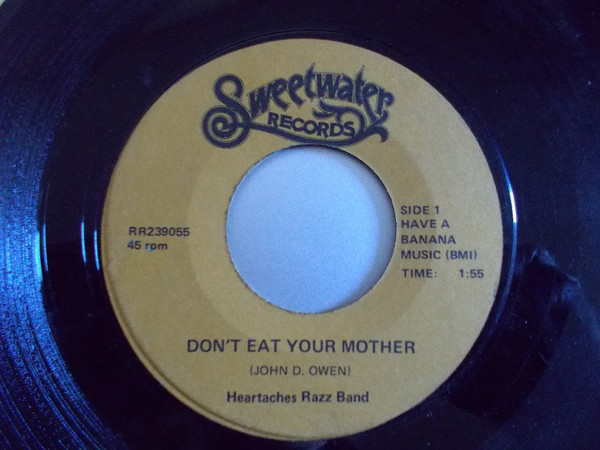 Sweetwater
RECORDS
RR239055
45 rpm
SIDE 1
HAVE A
BANANA
MUSIC (BMI)
TIME: 1:55
DON'T EAT YOUR MOTHER
(JOHN D. OWEN)
Heartaches Razz Band